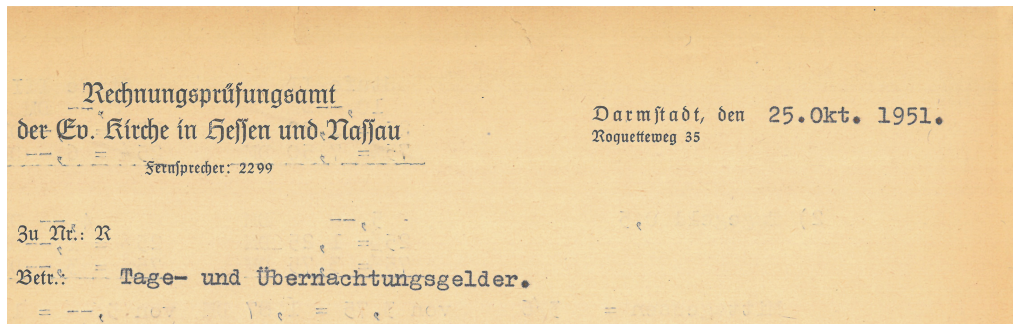 Rechnungsprüfungsamt
der Ev. Kirche in Hessen und Nassau
Fernsprecher: 2299
Darmstadt, den 25.Okt. 1951.
Roquetteweg 35
Zu Nr.: R
Betr.: Tage- und Übernachtungsgelder.